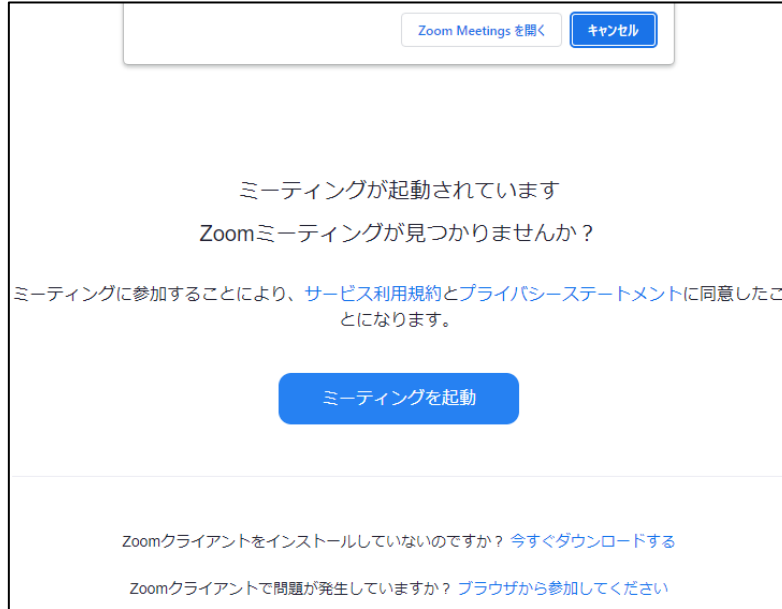 Zoom Meetings を開く キャンセル
ミーティングが起動されています
Zoomミーティングが見つかりませんか？
ミーティングに参加することにより、サービス利用規約とプライバシーステートメントに同意したこ
とになります。
ミーティングを起動
Zoomクライアントをインストールしていないのですか？ 今すぐダウンロードする
Zoomクライアントで問題が発生していますか？ ブラウザから参加してください